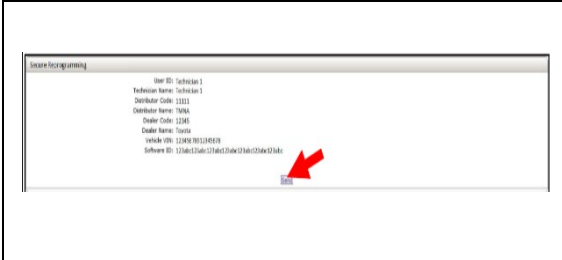 Secure Reprogramming
User ID: Technician 1
Technician Name: Technician 1
Distributor Code: 11111
Distributor Name: TMNA
Dealer Code: 12345
Dealer Name: Toyota
Vehicle VIN: 12345678912345678
Software ID: 123abc123abc123abc123abc123abc123abc123abc